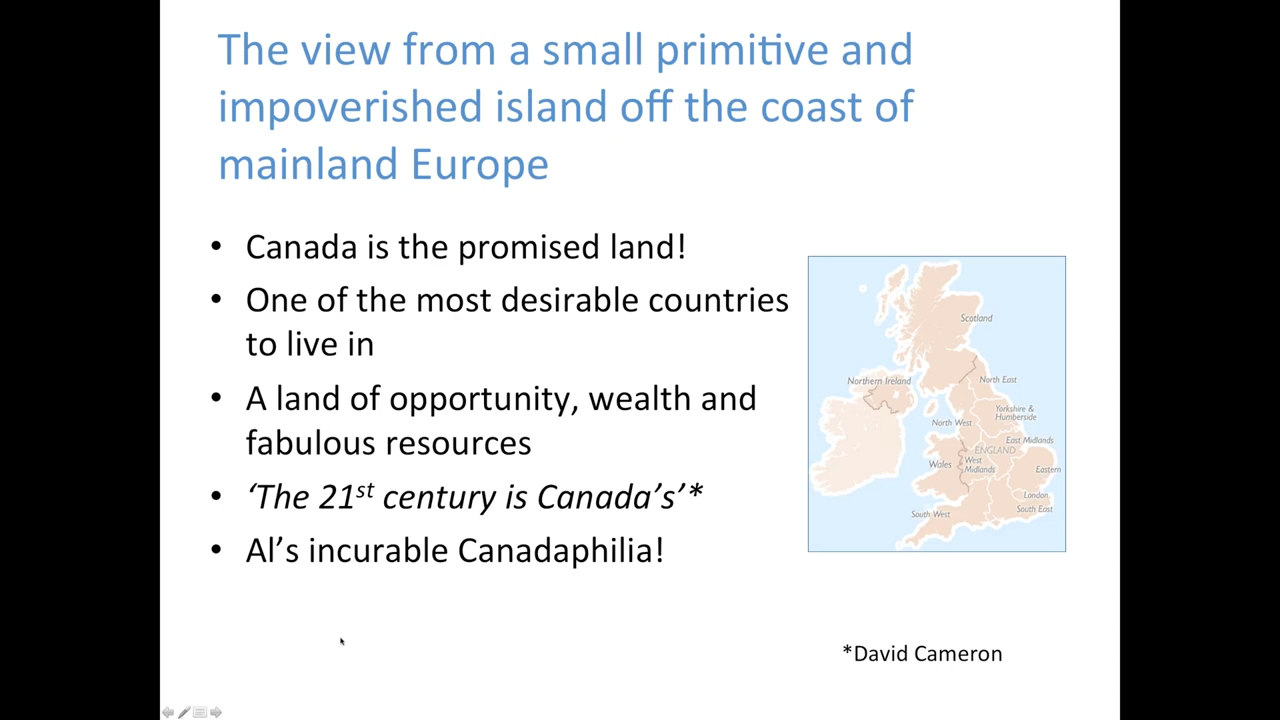 The view from a small primitive and
impoverished island off the coast of
mainland Europe
• Canada is the promised land!
• One of the most desirable countries
to live in
• A land of opportunity, wealth and
fabulous resources
• ‘The 21st century is Canada’s’*
• Al’s incurable Canadaphilia!
Scotland
Northern Ireland
North East
Yorkshire &
Humberside
North West
East Midlands
ENGLAND
Wales
West
Midlands
Eastern
London
South East
South West
*David Cameron